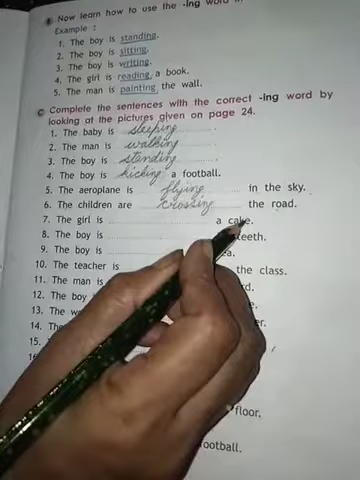 B Now learn how to use the -ing word in
Example :
1. The boy is standing.
2. The boy is sitting.
3. The boy is writing.
4. The girl is reading a book.
5. The man is painting the wall.
C Complete the sentences with the correct -ing word by
looking at the pictures given on page 24.
1. The baby is sleeping.
2. The man is walking.
3. The boy is standing.
4. The boy is kicking a football.
5. The aeroplane is flying in the sky.
6. The children are crossing the road.
7. The girl is a cake.
8. The boy is teeth.
9. The boy is
10. The teacher is the class.
11. The man is
12. The boy
13. The
14. The
15.
floor.
football.